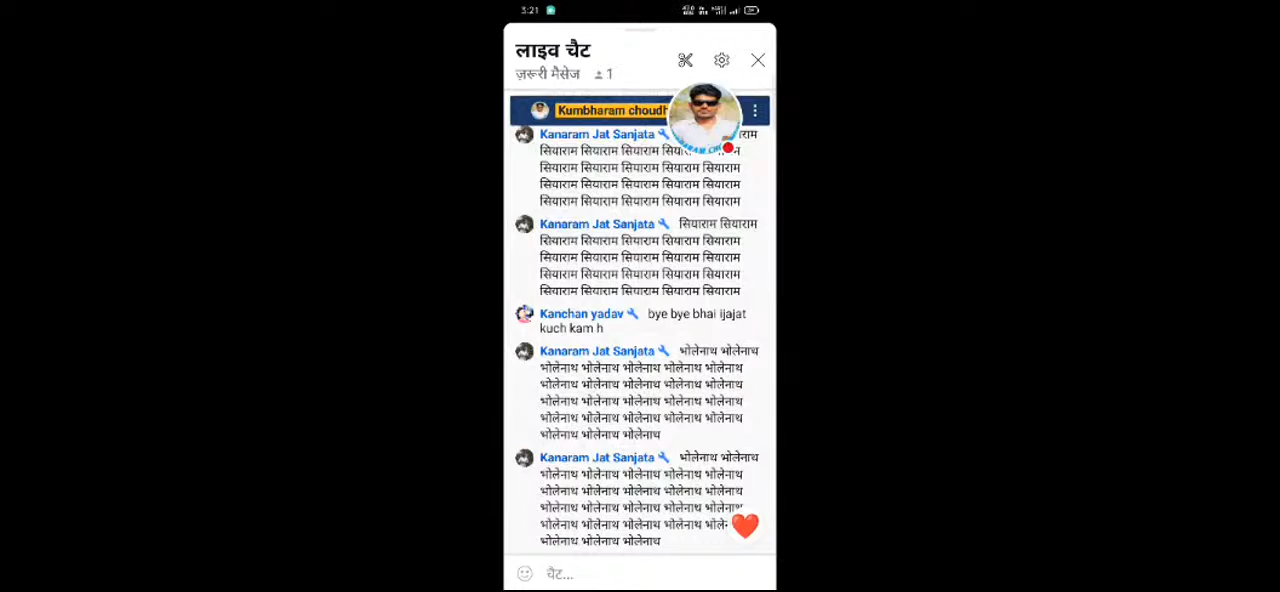 3:21
लाइव चैट
ज़रूरी मैसेज 1
Kumbharam choudh
Kanaram Jat Sanjata
सियाराम सियाराम सियाराम
सियाराम सियाराम सियाराम सियाराम सियाराम
सियाराम सियाराम सियाराम सियाराम सियाराम
सियाराम सियाराम सियाराम सियाराम सियाराम
Kanaram Jat Sanjata सियाराम सियाराम
सियाराम सियाराम सियाराम सियाराम सियाराम
सियाराम सियाराम सियाराम सियाराम सियाराम
सियाराम सियाराम सियाराम सियाराम सियाराम
सियाराम सियाराम सियाराम सियाराम सियाराम
Kanchan yadav bye bye bhai ijajat
kuch kam h
Kanaram Jat Sanjata भोलेनाथ भोलेनाथ
भोलेनाथ भोलेनाथ भोलेनाथ भोलेनाथ भोलेनाथ
भोलेनाथ भोलेनाथ भोलेनाथ भोलेनाथ भोलेनाथ
भोलेनाथ भोलेनाथ भोलेनाथ भोलेनाथ भोलेनाथ
भोलेनाथ भोलेनाथ भोलेनाथ भोलेनाथ भोलेनाथ
भोलेनाथ भोलेनाथ भोलेनाथ
Kanaram Jat Sanjata भोलेनाथ भोलेनाथ
भोलेनाथ भोलेनाथ भोलेनाथ भोलेनाथ भोलेनाथ
भोलेनाथ भोलेनाथ भोलेनाथ भोलेनाथ भोलेनाथ
भोलेनाथ भोलेनाथ भोलेनाथ भोलेनाथ भोलेनाथ
भोलेनाथ भोलेनाथ भोलेनाथ भोलेनाथ भोले
भोलेनाथ भोलेनाथ भोलेनाथ
चैट...